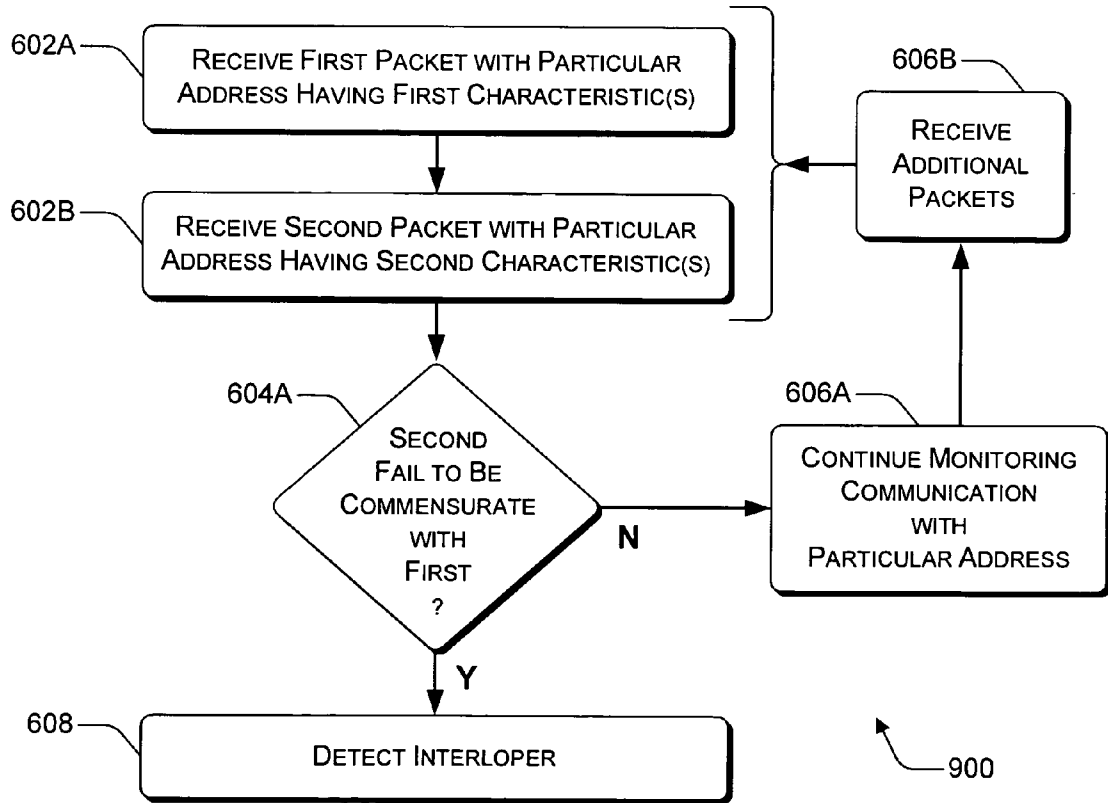 602A
RECEIVE FIRST PACKET WITH PARTICULAR
ADDRESS HAVING FIRST CHARACTERISTIC(S)
602B
RECEIVE SECOND PACKET WITH PARTICULAR
ADDRESS HAVING SECOND CHARACTERISTIC(S)
606B
RECEIVE
ADDITIONAL
PACKETS
604A
SECOND
FAIL TO BE
COMMENSURATE
WITH
FIRST
?
N
606A
CONTINUE MONITORING
COMMUNICATION
WITH
PARTICULAR ADDRESS
Y
608
DETECT INTERLOPER
900